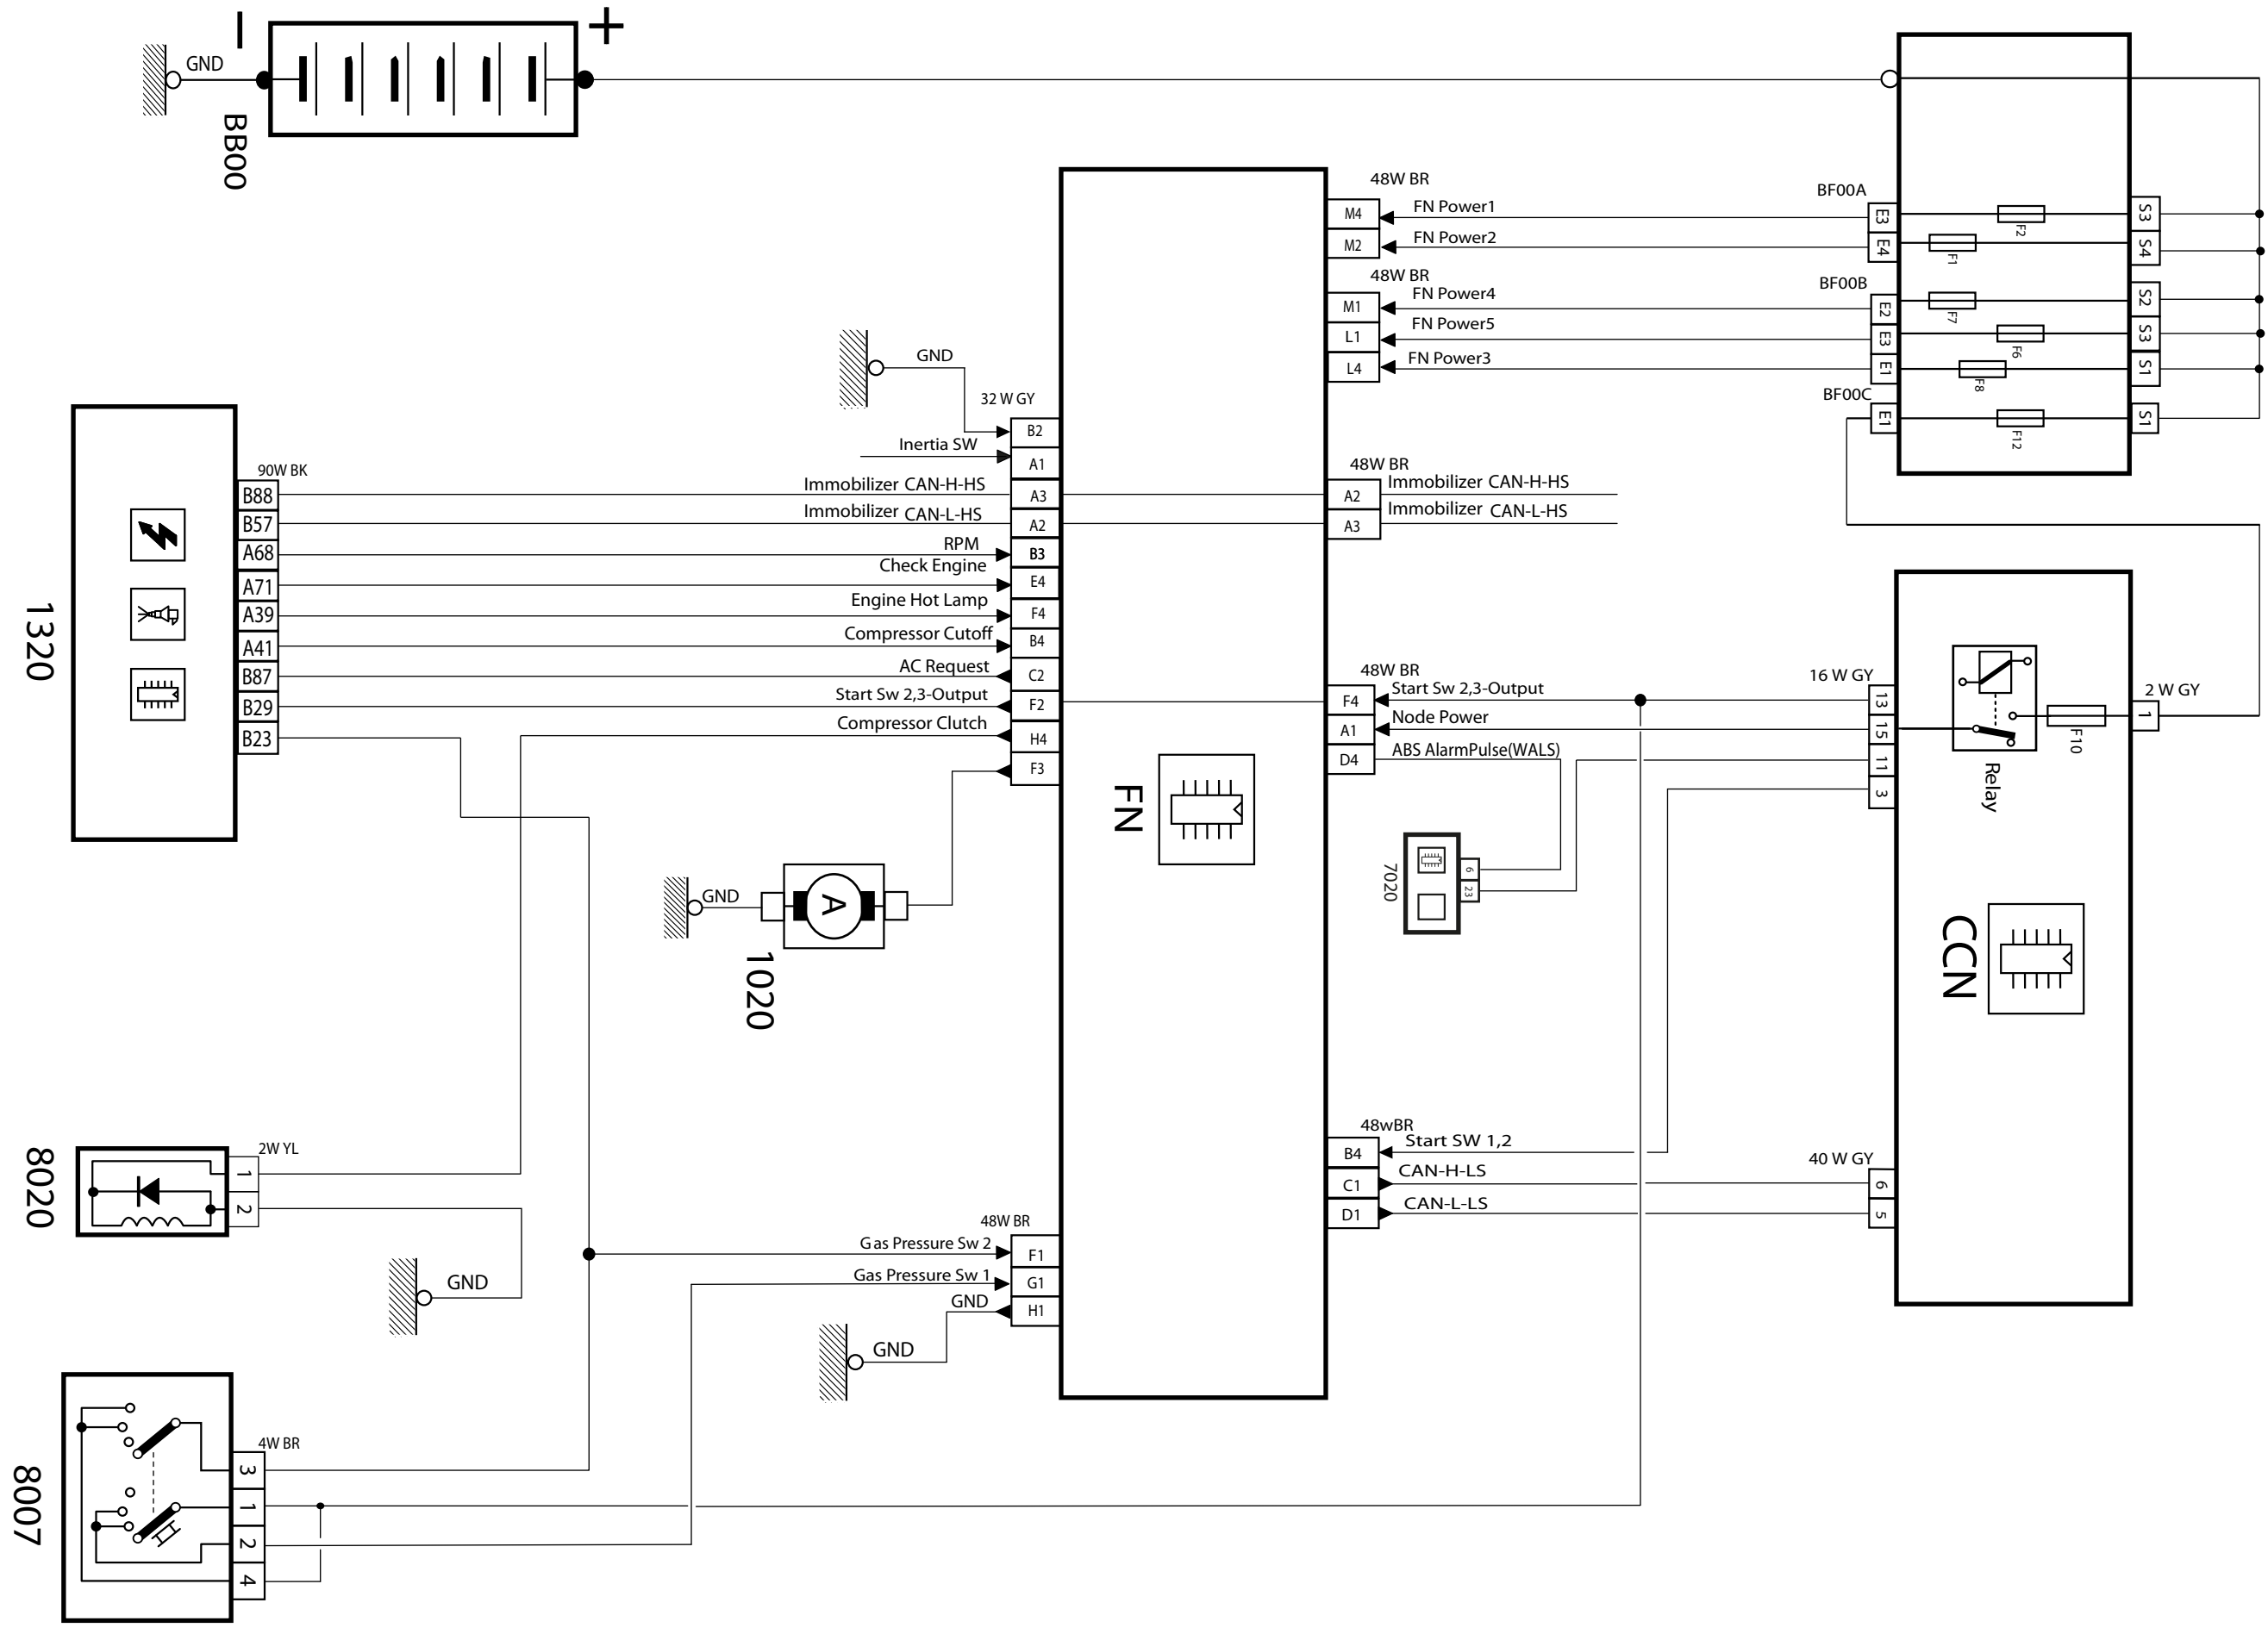 − +
GND
BB00
48W BR
BF00A
M4
FN Power1
E3
F2
S3
M2
FN Power2
E4
F1
S4
48W BR
BF00B
M1
FN Power4
E2
F7
S2
L1
FN Power5
E3
F6
S3
L4
FN Power3
E1
F8
S1
BF00C
E1
F12
S1
GND
32 W GY
B2
Inertia SW
A1
90W BK
48W BR
B88
Immobilizer CAN-H-HS
A3
A2
Immobilizer CAN-H-HS
B57
Immobilizer CAN-L-HS
A2
A3
Immobilizer CAN-L-HS
A68
RPM
B3
A71
Check Engine
E4
A39
Engine Hot Lamp
F4
A41
Compressor Cutoff
B4
B87
AC Request
C2
B29
Start Sw 2,3-Output
F2
B23
Compressor Clutch
H4
F3
1320
48W BR
16 W GY
2 W GY
F4
Start Sw 2,3-Output
13
1
A1
Node Power
15
F10
D4
ABS AlarmPulse(WALS)
11
3
Relay
FN
7020
6
23
CCN
GND
A
1020
48wBR
B4
Start SW 1,2
40 W GY
C1
CAN-H-LS
6
D1
CAN-L-LS
5
8020
2W YL
1
2
GND
48W BR
Gas Pressure Sw 2
F1
Gas Pressure Sw 1
G1
GND
H1
GND
8007
4W BR
3
1
2
4